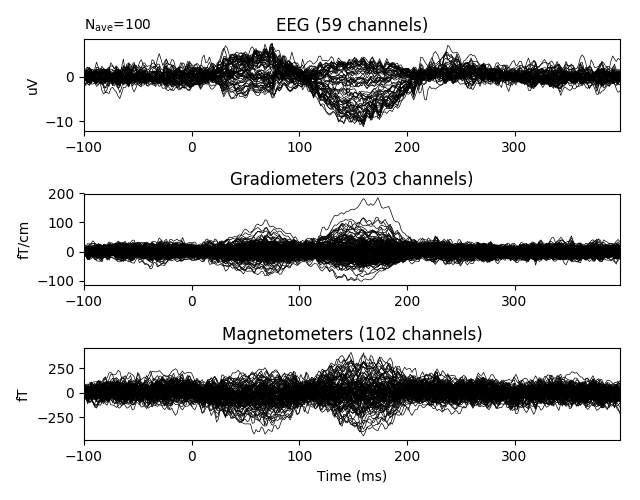 Nave=100
EEG (59 channels)
uV
0
−10
−100 0 100 200 300
Gradiometers (203 channels)
fT/cm
200
100
0
−100
−100 0 100 200 300
Magnetometers (102 channels)
fT
250
0
−250
−100 0 100 200 300
Time (ms)